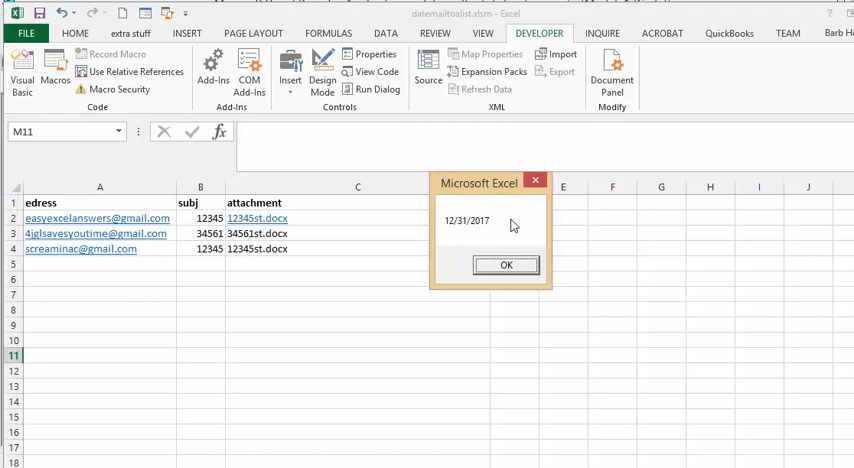 datemailtoalist.xlsm - Excel
FILE HOME extra stuff INSERT PAGE LAYOUT FORMULAS DATA REVIEW VIEW DEVELOPER INQUIRE ACROBAT QuickBooks TEAM Barb He
Visual Basic
Macros
Record Macro
Use Relative References
Macro Security
Code
Add-Ins
COM Add-Ins
Add-Ins
Insert
Design Mode
Properties
View Code
Run Dialog
Controls
Source
Map Properties
Expansion Packs
Refresh Data
Import
Export
XML
Document Panel
Modify
M11
fx
A B C E F G H I J
1 edress subj attachment
2 easyexcelanswers@gmail.com 12345 12345st.docx
3 4jglsavesyoutime@gmail.com 34561 34561st.docx
4 screaminac@gmail.com 12345 12345st.docx
5
6
7
8
9
10
11
12
13
14
15
16
17
18
Microsoft Excel
12/31/2017
OK